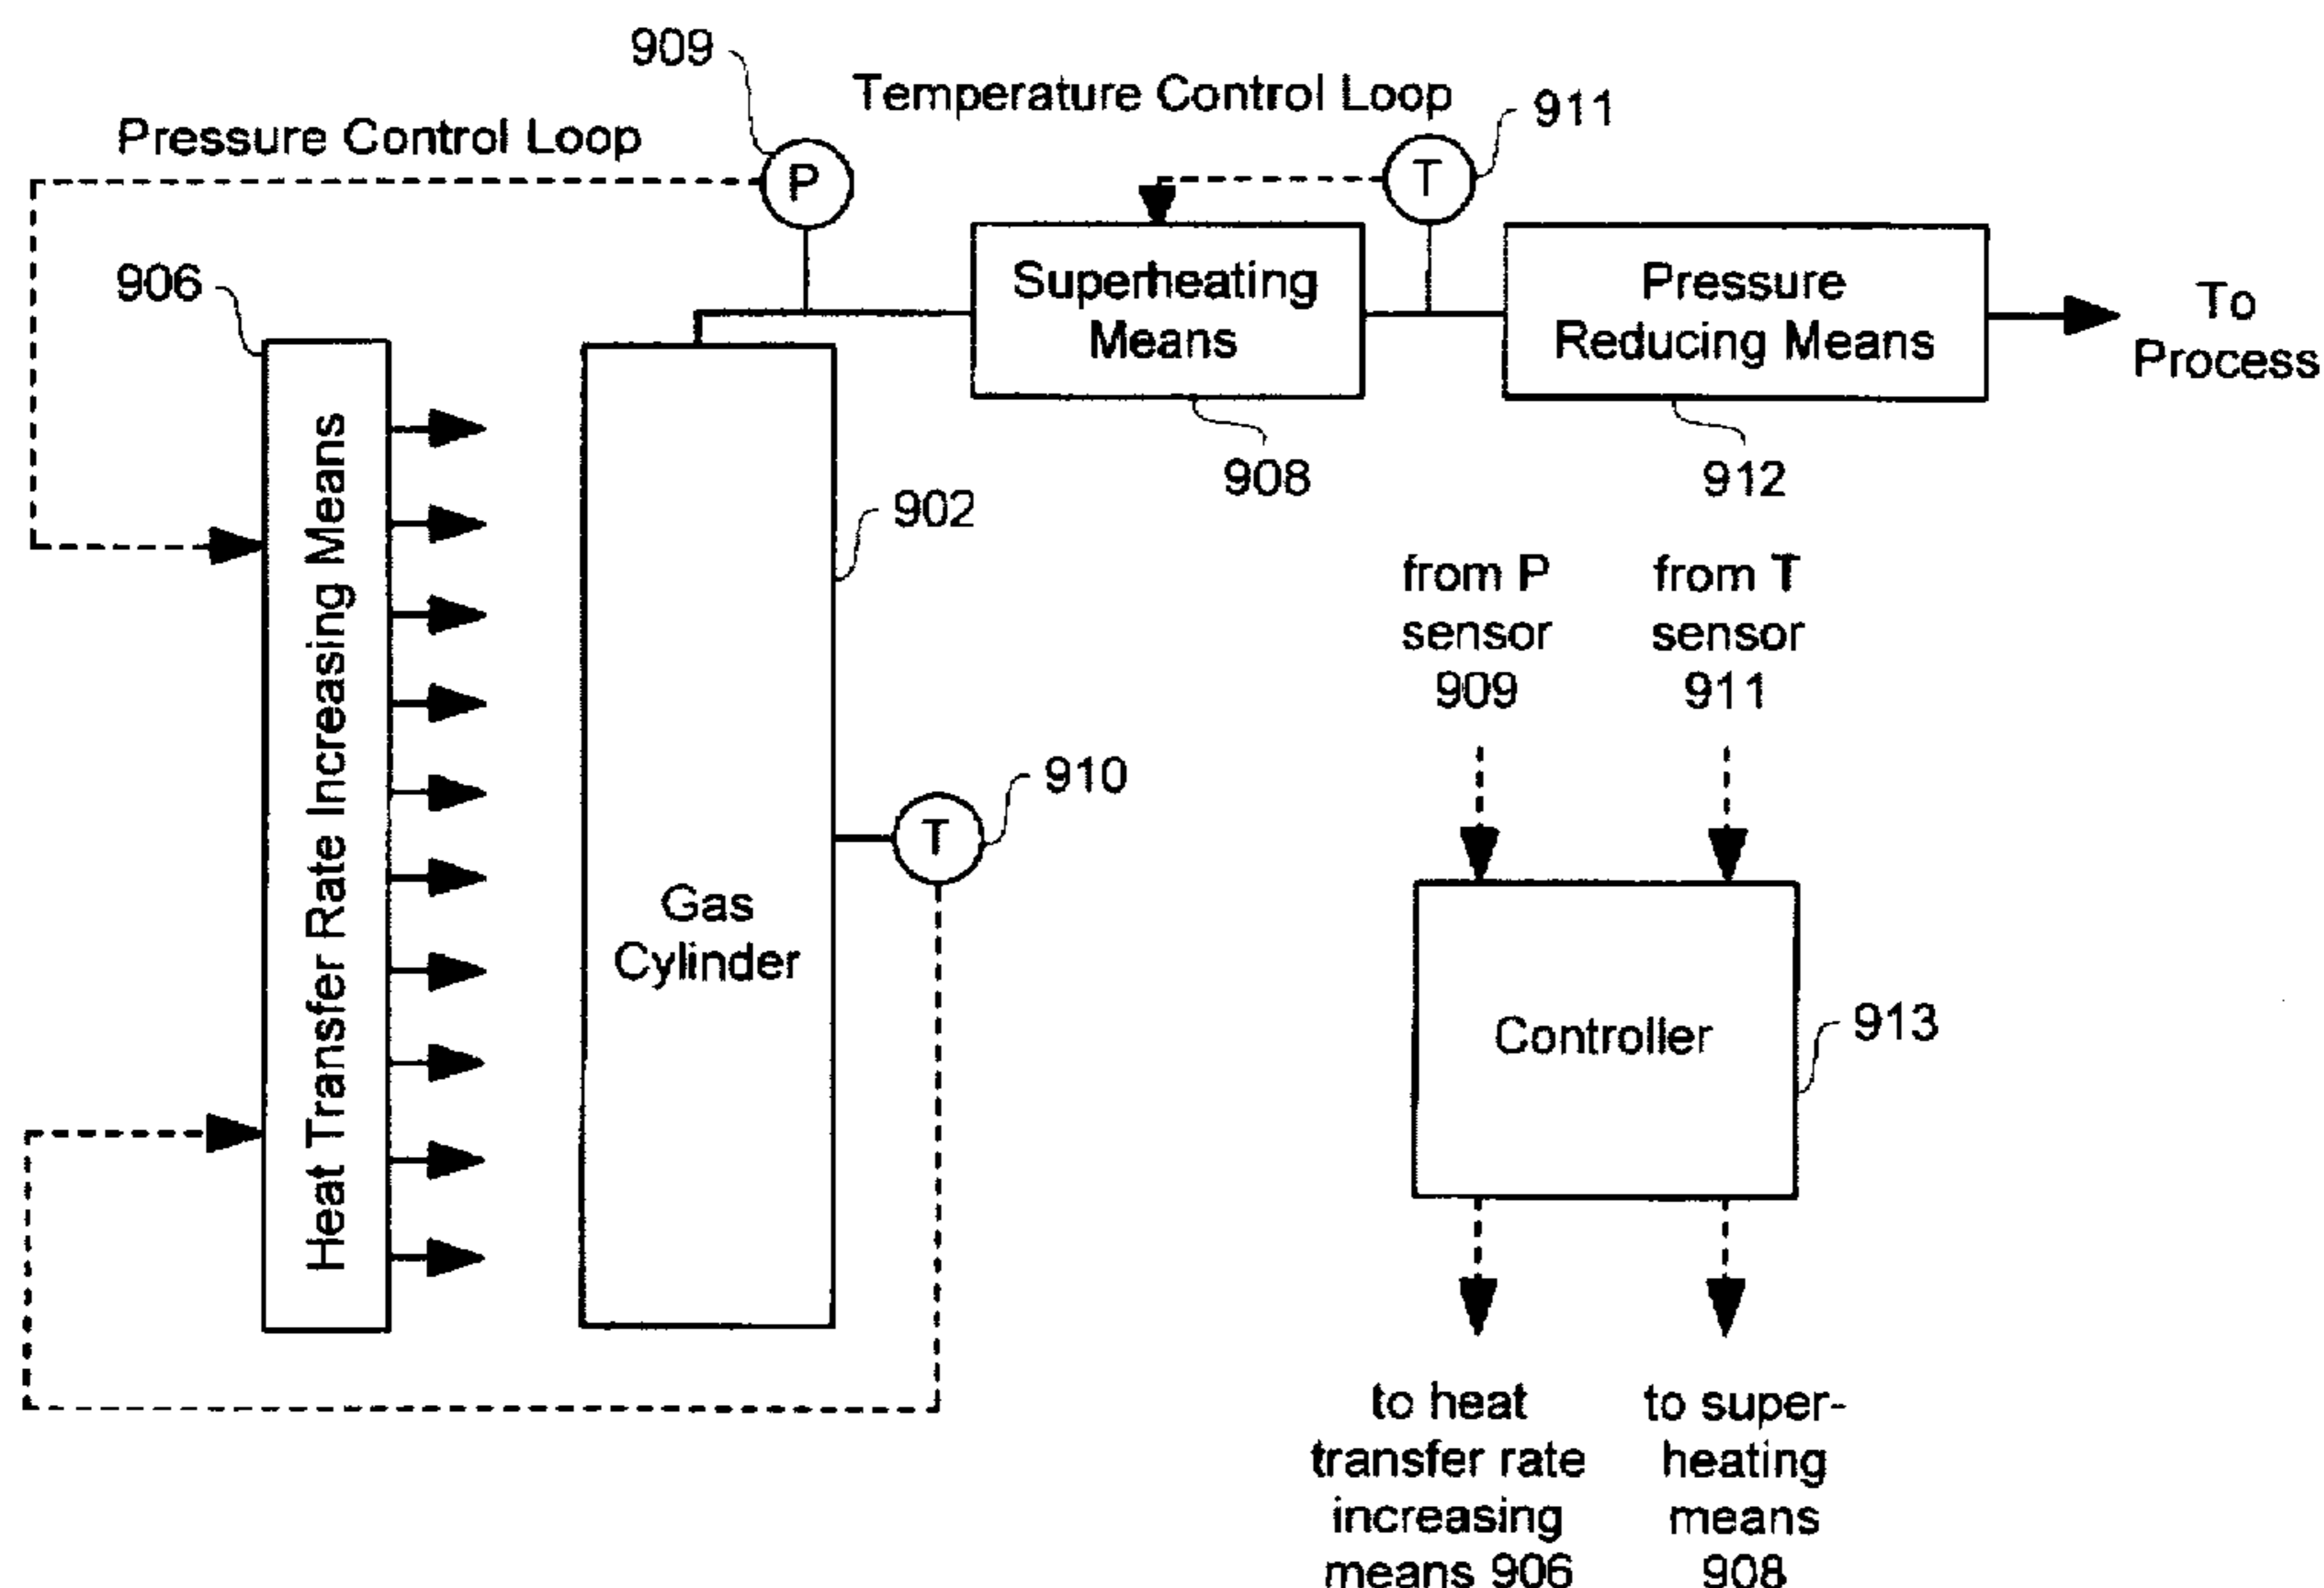 909
Temperature Control Loop
911
Pressure Control Loop
P
T
906
Superheating
Means
Pressure
Reducing Means
To
Process
908
912
Heat Transfer Rate Increasing Means
902
from P
sensor
909
from T
sensor
911
910
T
Gas
Cylinder
Controller
913
to heat
transfer rate
increasing
means 906
to super-
heating
means
908